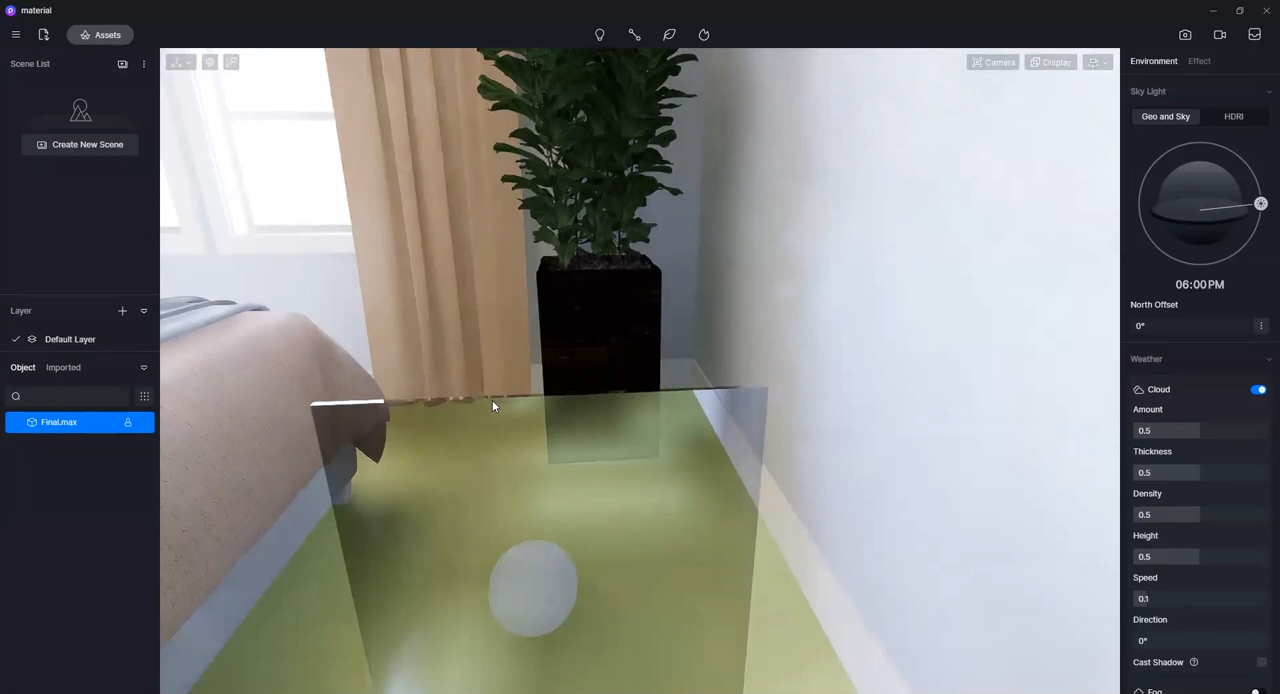 material
Assets
Scene List
Create New Scene
Layer
Default Layer
Object Imported
Final.max
Camera Display
Environment Effect
Sky Light
Geo and Sky HDRI
06:00PM
North Offset
0°
Weather
Cloud
Amount
0.5
Thickness
0.5
Density
0.5
Height
0.5
Speed
0.1
Direction
0°
Cast Shadow
Fog